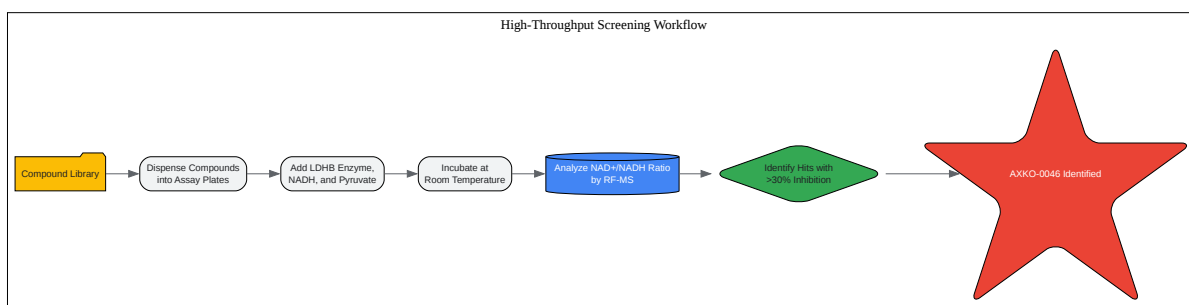 High-Throughput Screening Workflow
Compound Library
Dispense Compounds
into Assay Plates
Add LDHB Enzyme,
NADH, and Pyruvate
Incubate at
Room Temperature
Analyze NAD+/NADH Ratio
by RF-MS
Identify Hits with
>30% Inhibition
AXKO-0046 Identified